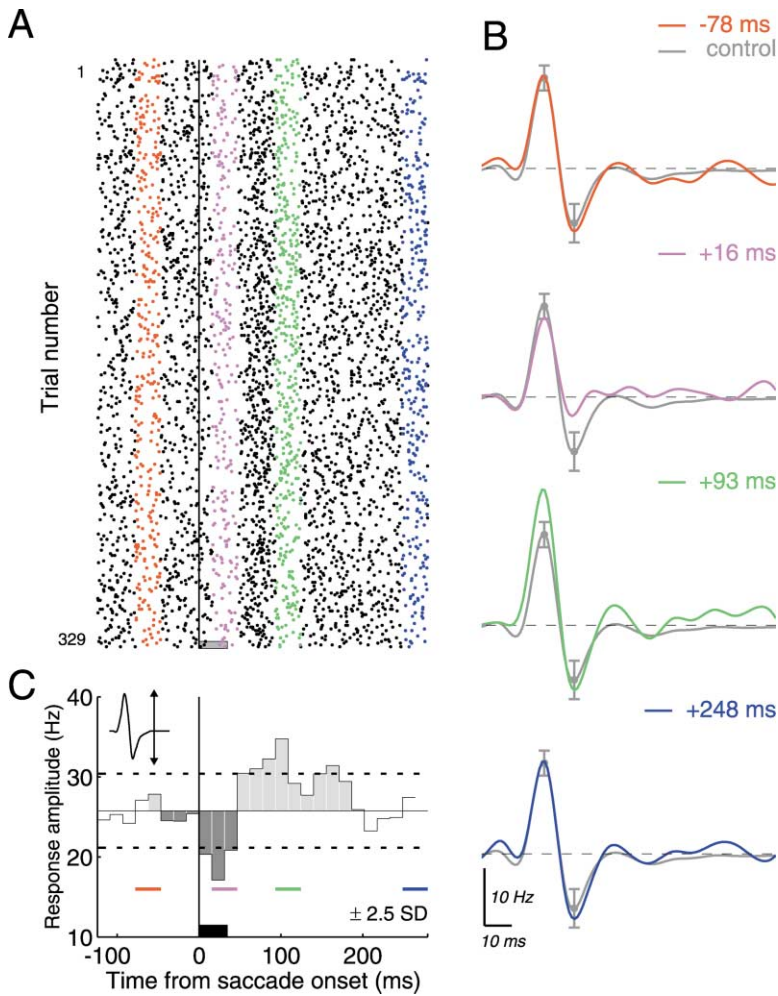 A
1
Trial number
329
B
-78 ms
control
+16 ms
+93 ms
+248 ms
10 Hz
10 ms
C
Response amplitude (Hz)
40
30
20
10
± 2.5 SD
-100 0 100 200
Time from saccade onset (ms)